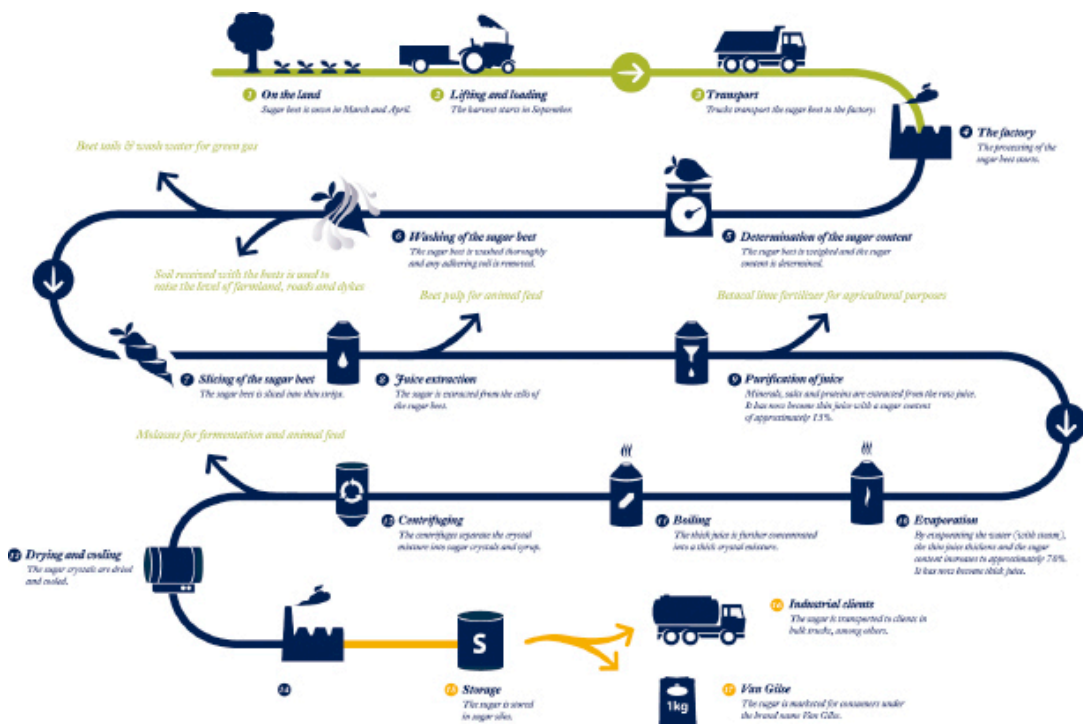 1 On the land
Sugar beet is sown in March and April.
2 Lifting and loading
The harvest starts in September.
3 Transport
Trucks transport the sugar beet to the factory.
4 The factory
The processing of the
sugar beet starts.
Beet tails & wash water for green gas
5 Determination of the sugar content
The sugar beet is weighed and the sugar
content is determined.
6 Washing of the sugar beet
The sugar beet is washed thoroughly
and any adhering soil is removed.
Soil received with the beets is used to
raise the level of farmland, roads and dykes
Beet pulp for animal feed
Betacal lime fertilizer for agricultural purposes
7 Slicing of the sugar beet
The sugar beet is sliced into thin strips.
8 Juice extraction
The sugar is extracted from the cells of
the sugar beet.
9 Purification of juice
Minerals, salts and proteins are extracted from the raw juice.
It has now become thin juice with a sugar content
of approximately 15%.
Molasses for fermentation and animal feed
10 Evaporation
By evaporating the water (with steam),
the thin juice thickens and the sugar
content increases to approximately 70%.
It has now become thick juice.
11 Boiling
The thick juice is further concentrated
into a thick crystal mixture.
12 Centrifuging
The centrifuges separate the crystal
mixture into sugar crystals and syrup.
13 Drying and cooling
The sugar crystals are dried
and cooled.
14
S
15 Storage
The sugar is stored
in sugar silos.
16 Industrial clients
The sugar is transported to clients in
bulk trucks, among others.
1kg
17 Van Gilse
The sugar is marketed for consumers under
the brand name Van Gilse.